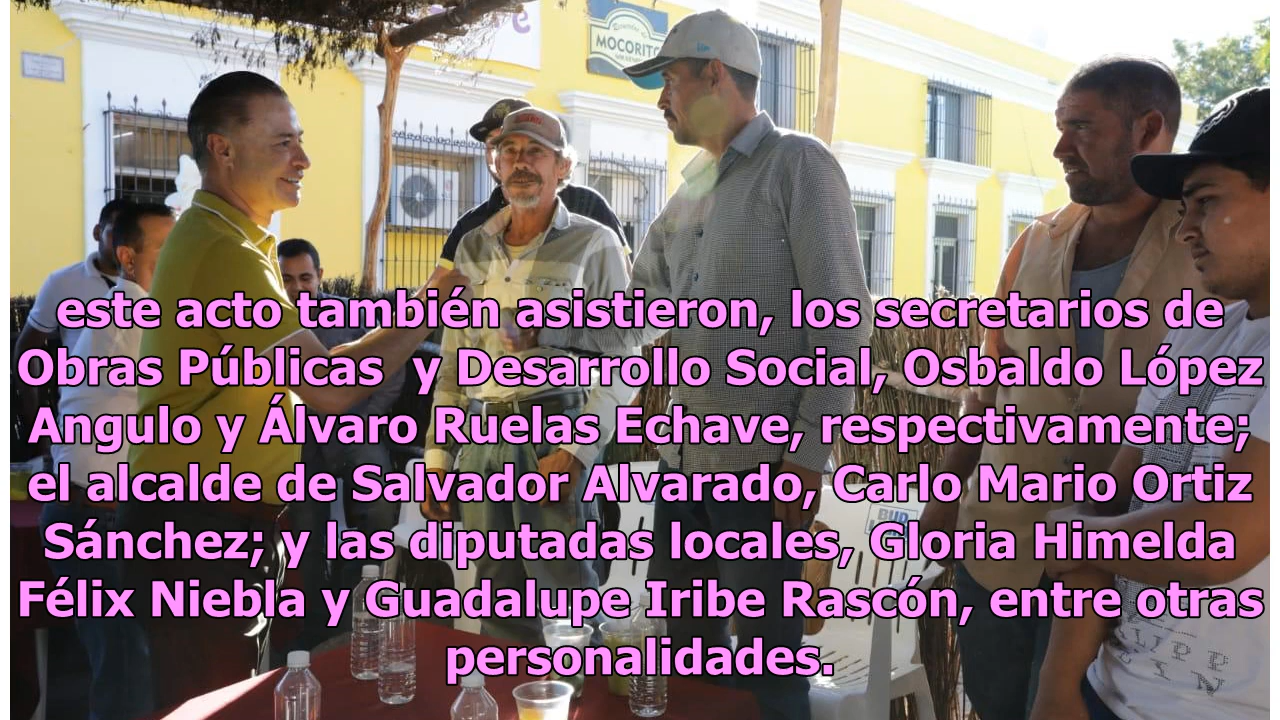 MOCORITO
este acto también asistieron, los secretarios de
Obras Públicas  y Desarrollo Social, Osbaldo López
Angulo y Álvaro Ruelas Echave, respectivamente;
el alcalde de Salvador Alvarado, Carlo Mario Ortiz
Sánchez; y las diputadas locales, Gloria Himelda
Félix Niebla y Guadalupe Iribe Rascón, entre otras
personalidades.
BUD